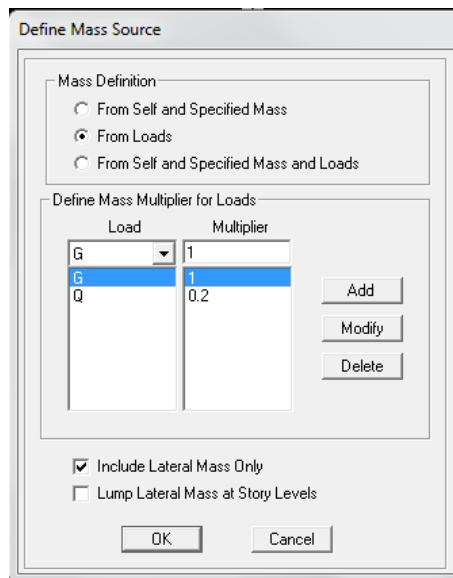 Define Mass Source
Mass Definition
From Self and Specified Mass
From Loads
From Self and Specified Mass and Loads
Define Mass Multiplier for Loads
Load Multiplier
G 1
G 1
Q 0.2
Add
Modify
Delete
Include Lateral Mass Only
Lump Lateral Mass at Story Levels
OK Cancel